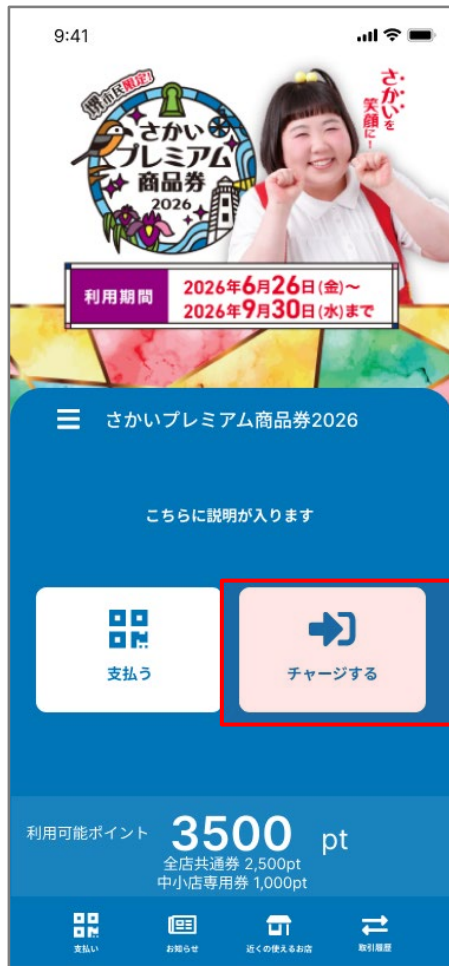 9:41
堺市民限定!
さかい
プレミアム
商品券
2026
さかいを
笑顔に!
利用期間
2026年6月26日(金)~
2026年9月30日(水)まで
さかいプレミアム商品券2026
こちらに説明が入ります
支払う
チャージする
利用可能ポイント 3500 pt
全店共通券 2,500pt
中小店専用券 1,000pt
支払い
お知らせ
近くの使えるお店
取引履歴